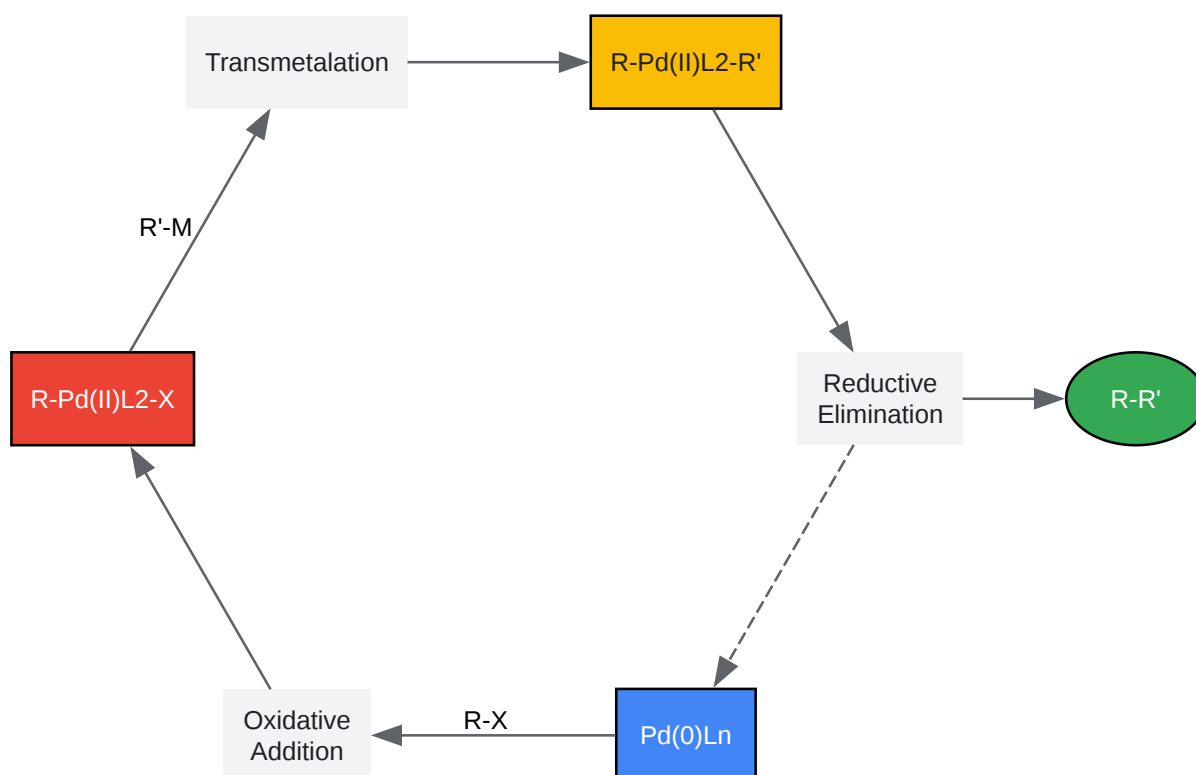 Transmetalation
R-Pd(II)L2-R'
R'-M
R-Pd(II)L2-X
Reductive
Elimination
R-R'
Oxidative
Addition
R-X
Pd(0)Ln